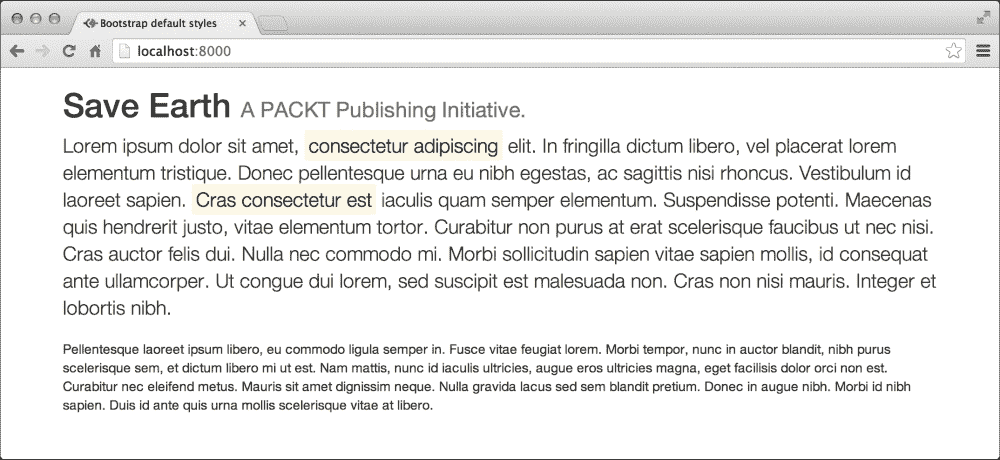 Bootstrap default styles
localhost:8000
Save Earth A PACKT Publishing Initiative.
Lorem ipsum dolor sit amet, consectetur adipiscing elit. In fringilla dictum libero, vel placerat lorem
elementum tristique. Donec pellentesque urna eu nibh egestas, ac sagittis nisi rhoncus. Vestibulum id
laoreet sapien. Cras consectetur est iaculis quam semper elementum. Suspendisse potenti. Maecenas
quis hendrerit justo, vitae elementum tortor. Curabitur non purus at erat scelerisque faucibus ut nec nisi.
Cras auctor felis dui. Nulla nec commodo mi. Morbi sollicitudin sapien vitae sapien mollis, id consequat
ante ullamcorper. Ut congue dui lorem, sed suscipit est malesuada non. Cras non nisi mauris. Integer et
lobortis nibh.
Pellentesque laoreet ipsum libero, eu commodo ligula semper in. Fusce vitae feugiat lorem. Morbi tempor, nunc in auctor blandit, nibh purus
scelerisque sem, et dictum libero mi ut est. Nam mattis, nunc id iaculis ultricies, augue eros ultricies magna, eget facilisis dolor orci non est.
Curabitur nec eleifend metus. Mauris sit amet dignissim neque. Nulla gravida lacus sed sem blandit pretium. Donec in augue nibh. Morbi id nibh
sapien. Duis id ante quis urna mollis scelerisque vitae at libero.